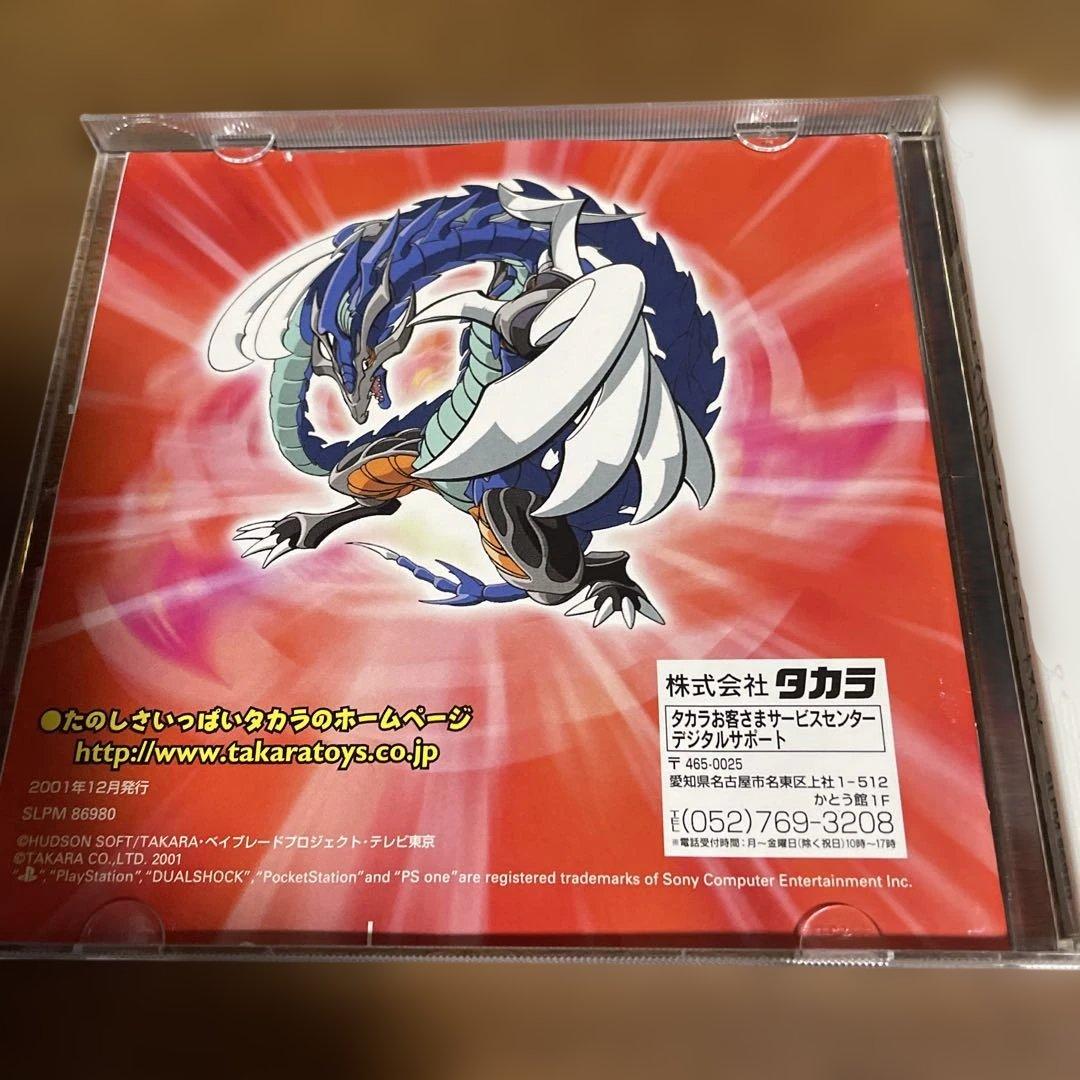 ●たのしさいっぱいタカラのホームページ
http://www.takaratoys.co.jp
2001年12月発行
SLPM 86980
©HUDSON SOFT/TAKARA・ベイブレードプロジェクト・テレビ東京
©TAKARA CO.,LTD. 2001
", "PlayStation", "DUALSHOCK", "PocketStation" and "PS one" are registered trademarks of Sony Computer Entertainment Inc.
株式会社 タカラ
タカラお客さまサービスセンター
デジタルサポート
〒465-0025
愛知県名古屋市名東区上社1-512
かとう館1F
TEL(052)769-3208
※電話受付時間:月〜金曜日(除く祝日)10時〜17時